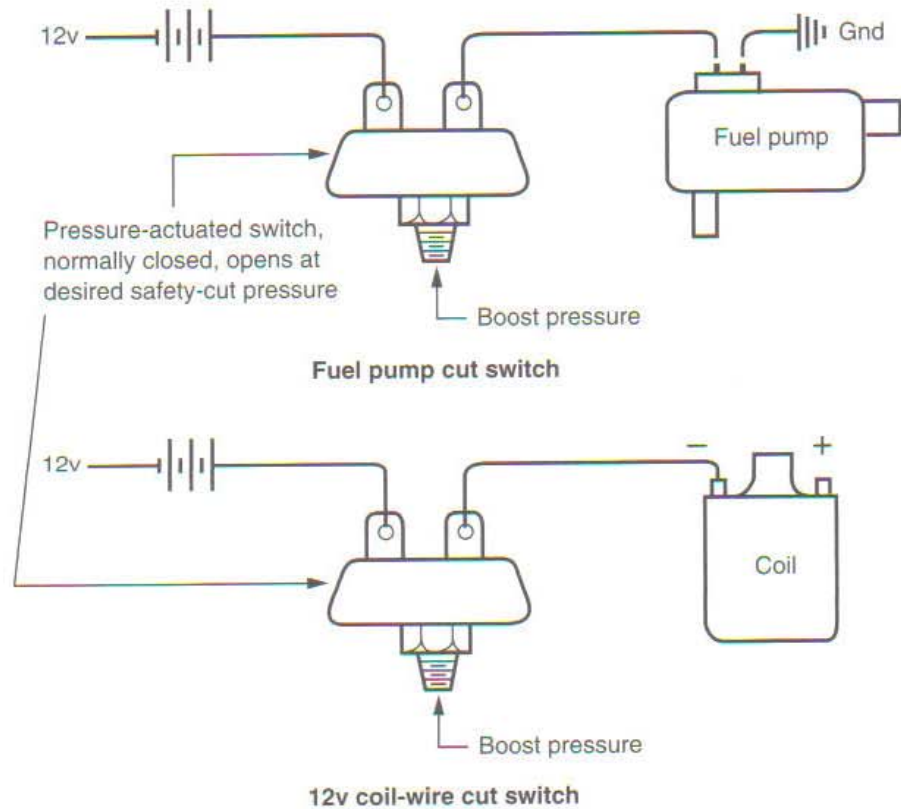 12v
Gnd
Fuel pump
Pressure-actuated switch,
normally closed, opens at
desired safety-cut pressure
Boost pressure
Fuel pump cut switch
12v
− +
Coil
Boost pressure
12v coil-wire cut switch